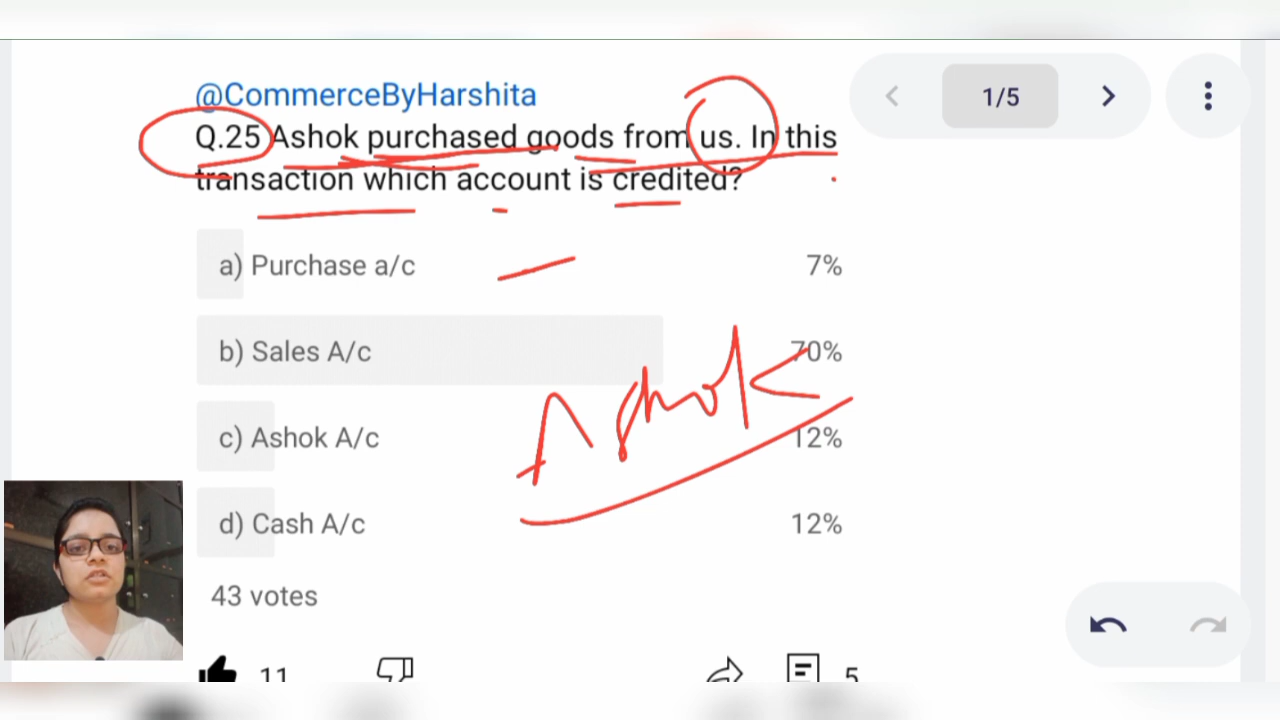 @CommerceByHarshita
Q.25 Ashok purchased goods from us. In this
transaction which account is credited?
a) Purchase a/c 7%
b) Sales A/c 70%
c) Ashok A/c 12%
d) Cash A/c 12%
43 votes
11 5
1/5
Ashok